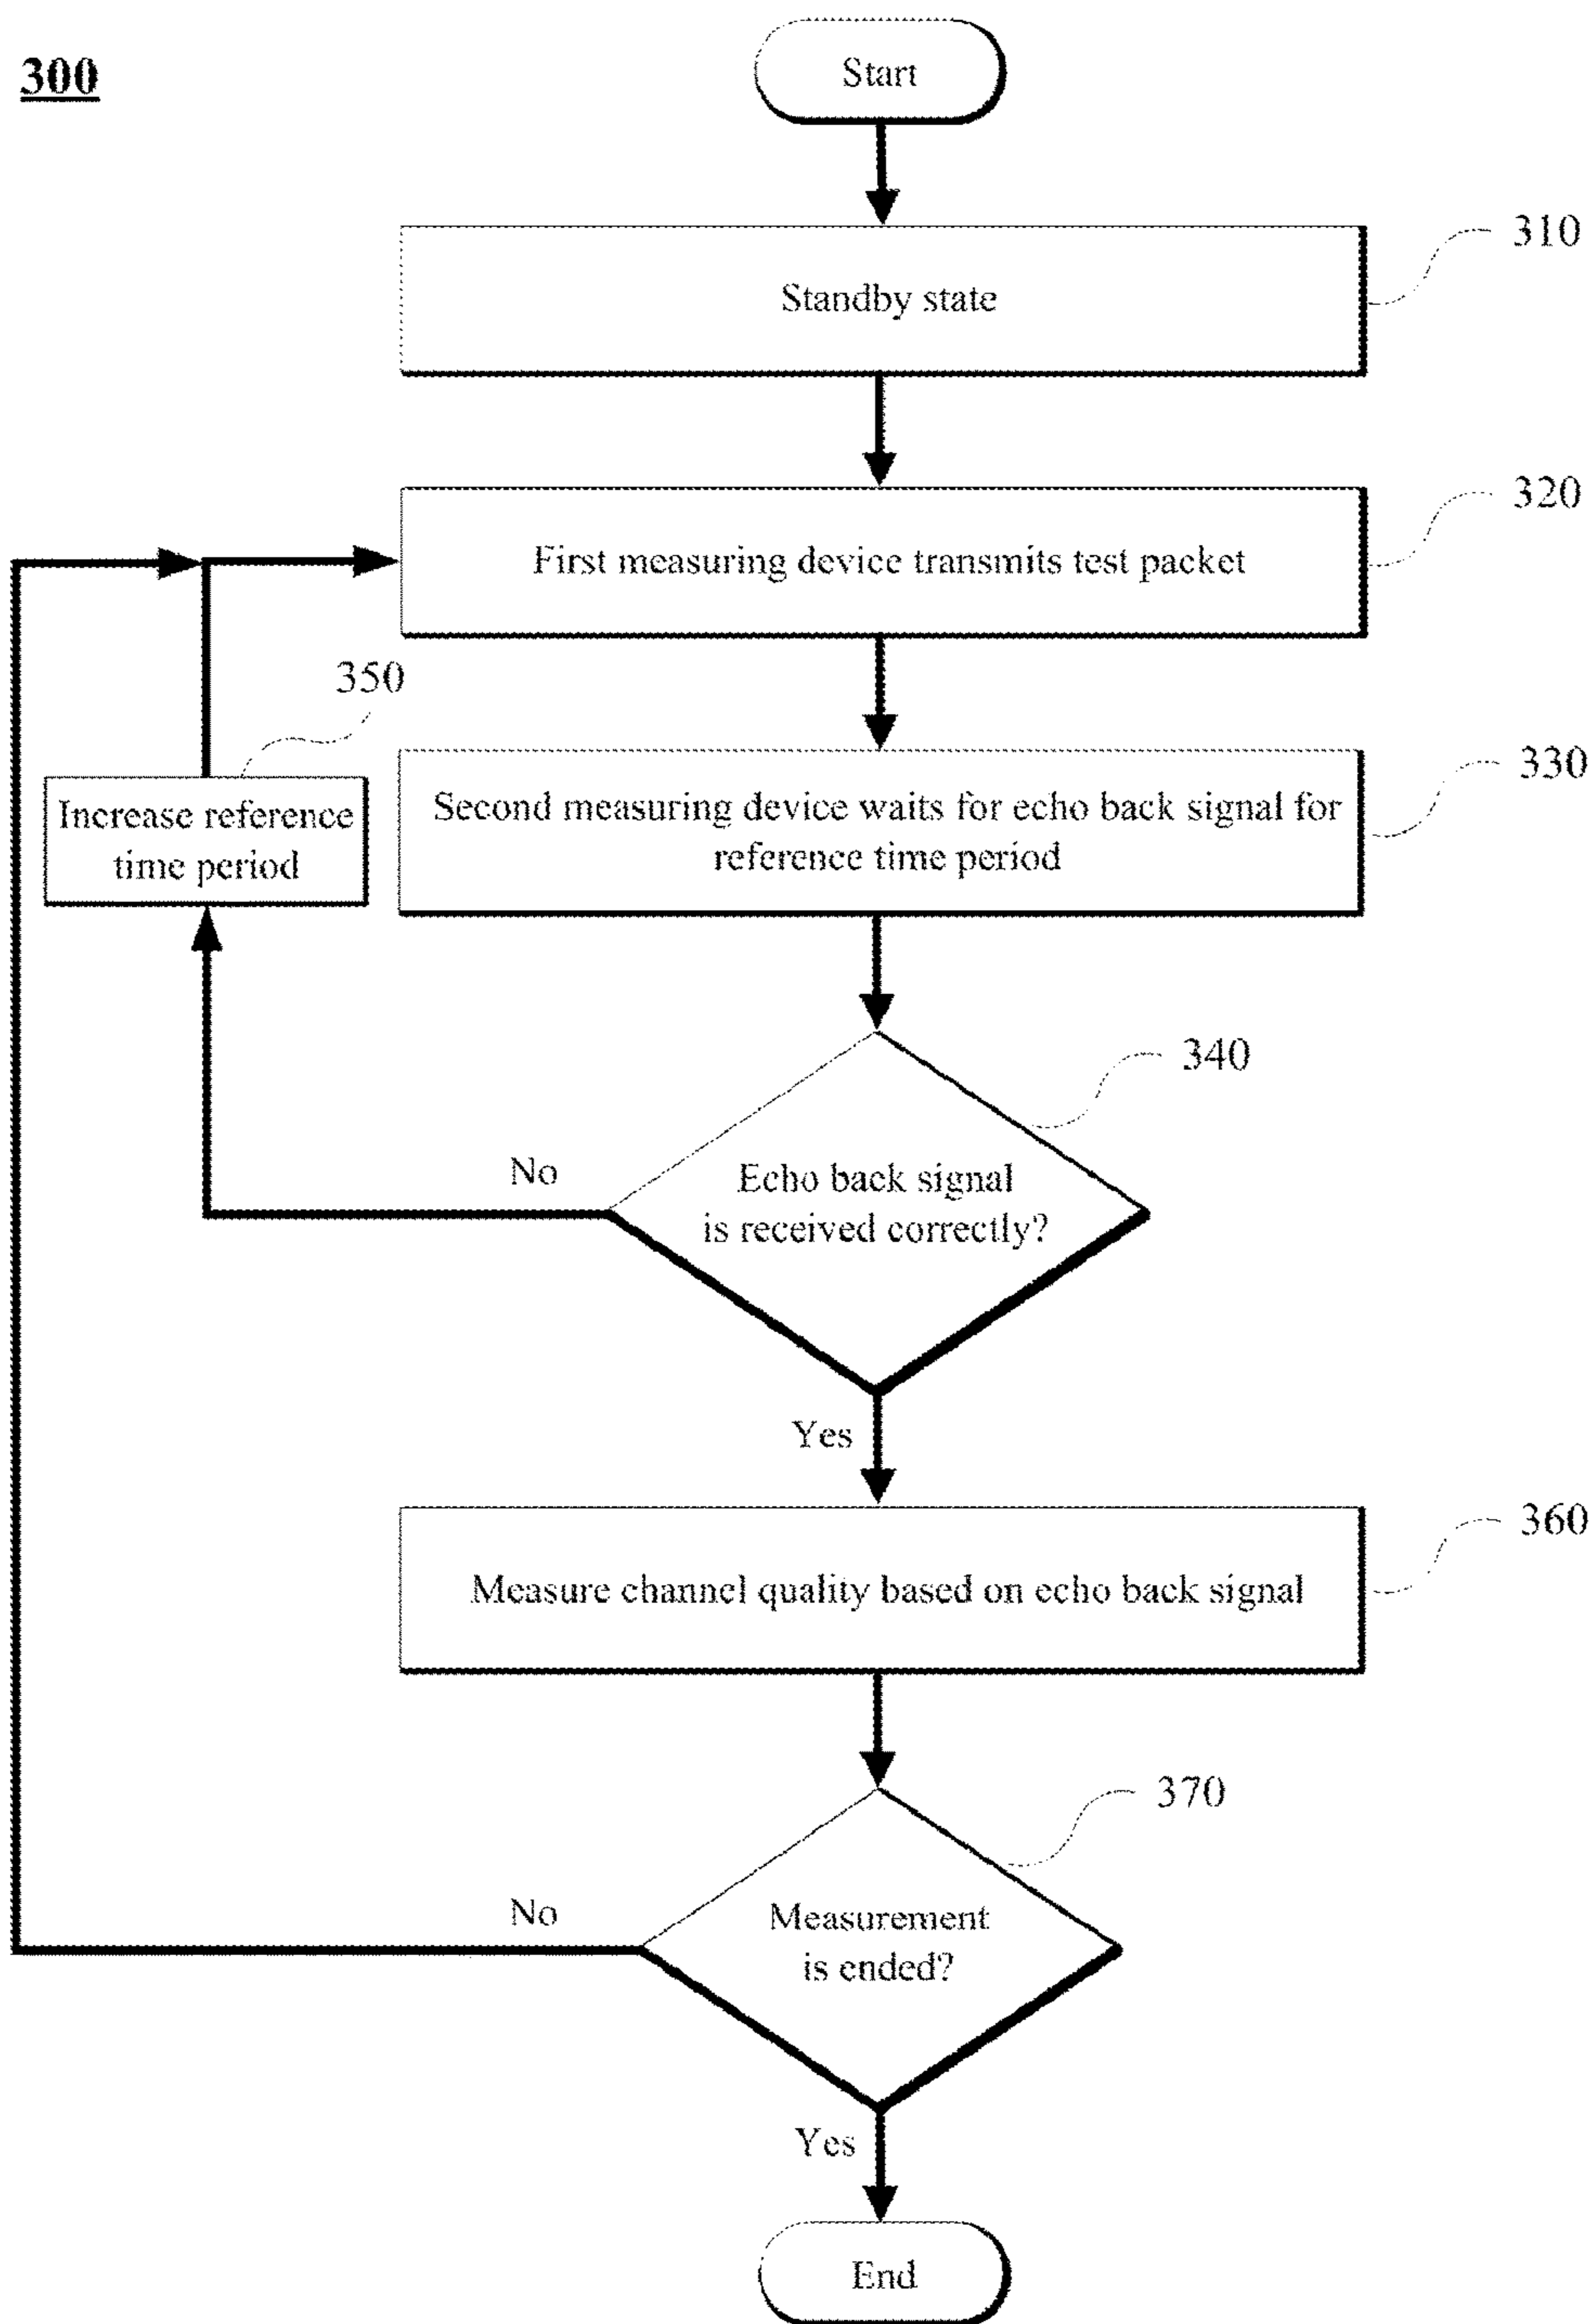 300
Start
310
Standby state
320
First measuring device transmits test packet
350
Increase reference
time period
330
Second measuring device waits for echo back signal for
reference time period
340
Echo back signal
is received correctly?
No
Yes
360
Measure channel quality based on echo back signal
370
Measurement
is ended?
No
Yes
End